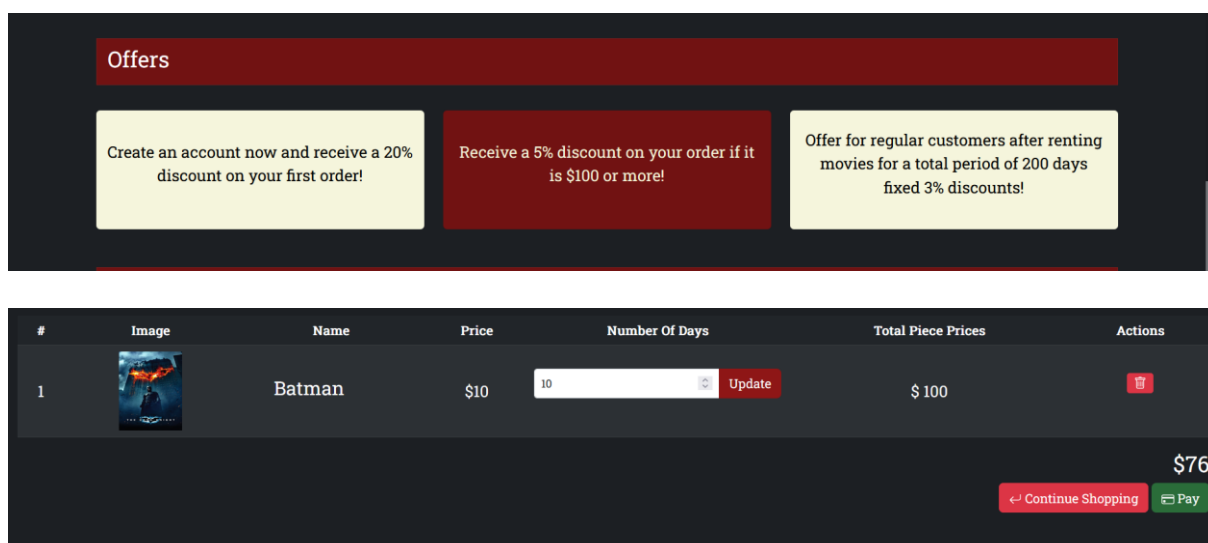 Offers
Create an account now and receive a 20%
discount on your first order!
Receive a 5% discount on your order if it
is $100 or more!
Offer for regular customers after renting
movies for a total period of 200 days
fixed 3% discounts!
# Image Name Price Number Of Days Total Piece Prices Actions
1 Batman $10 10 Update $ 100
$76
Continue Shopping Pay